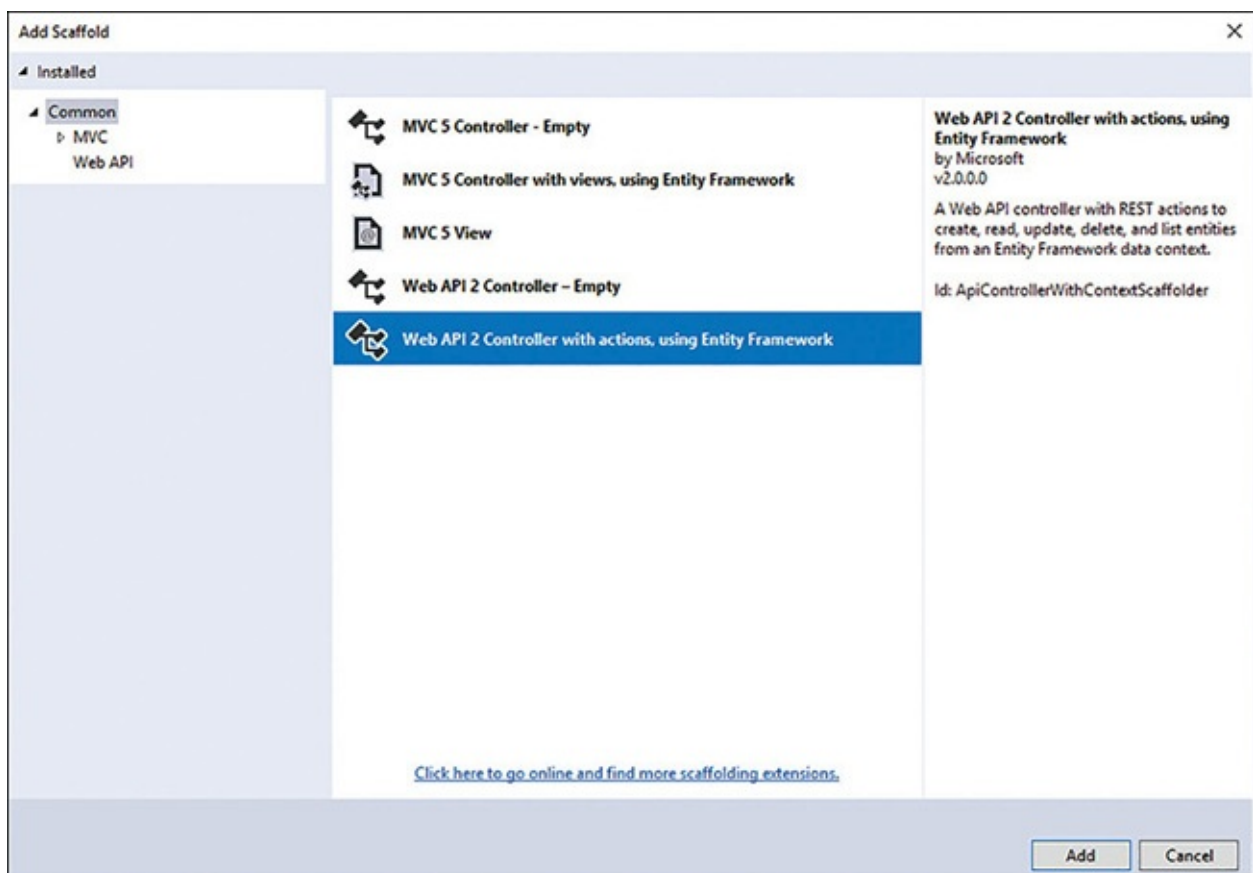 Add Scaffold
Installed
Common
MVC
Web API
MVC 5 Controller - Empty
MVC 5 Controller with views, using Entity Framework
MVC 5 View
Web API 2 Controller – Empty
Web API 2 Controller with actions, using Entity Framework
Click here to go online and find more scaffolding extensions.
Web API 2 Controller with actions, using
Entity Framework
by Microsoft
v2.0.0.0
A Web API controller with REST actions to
create, read, update, delete, and list entities
from an Entity Framework data context.
Id: ApiControllerWithContextScaffolder
Add
Cancel